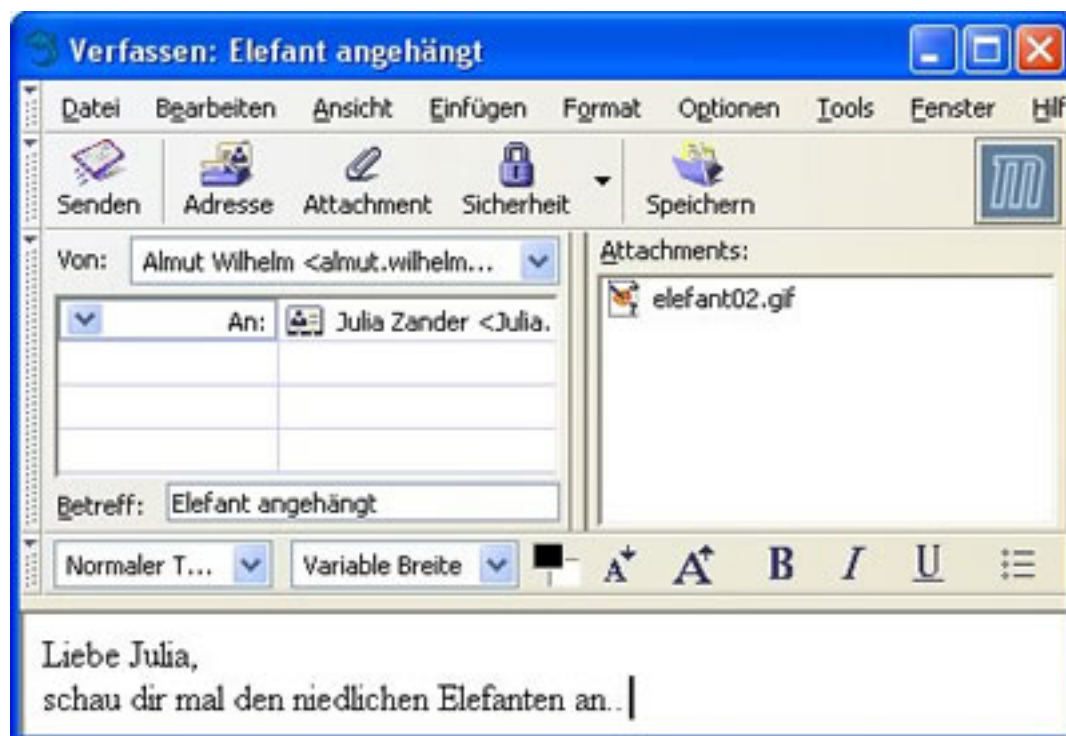 Verfassen: Elefant angehängt
Datei Bearbeiten Ansicht Einfügen Format Optionen Tools Fenster Hilf
Senden Adresse Attachment Sicherheit Speichern
Von: Almut Wilhelm <almut.wilhelm...
An: Julia Zander <Julia.
Betreff: Elefant angehängt
Attachments:
elefant02.gif
Normaler T... Variable Breite A A B I U
Liebe Julia,
schau dir mal den niedlichen Elefanten an..